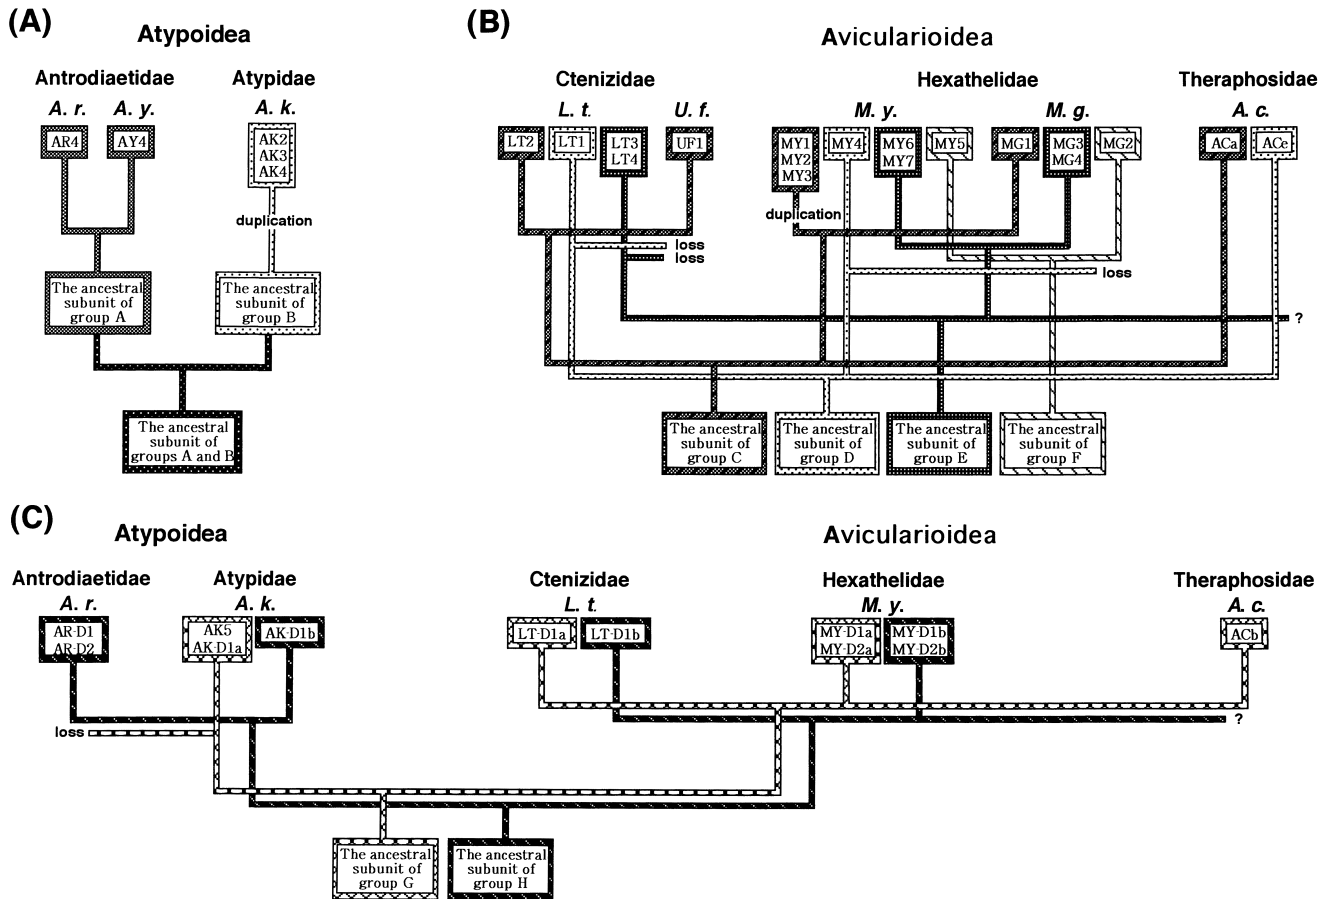 (A)
Atypoidea
Antrodiaetidae Atypidae
A. r. A. y. A. k.
AR4 AY4 AK2
AK3
AK4
duplication
The ancestral
subunit of
group A
The ancestral
subunit of
group B
The ancestral
subunit of
groups A and B
(B)
Avicularioidea
Ctenizidae Hexathelidae Theraphosidae
L. t. U. f. M. y. M. g. A. c.
LT2 LT1 LT3
LT4
UF1 MY1
MY2
MY3
MY4 MY6
MY7
MY5 MG1 MG3
MG4
MG2 ACa ACe
duplication
loss
loss
loss
?
The ancestral
subunit of
group C
The ancestral
subunit of
group D
The ancestral
subunit of
group E
The ancestral
subunit of
group F
(C)
Atypoidea Avicularioidea
Antrodiaetidae Atypidae Ctenizidae Hexathelidae Theraphosidae
A. r. A. k. L. t. M. y. A. c.
AR-D1
AR-D2
AK5
AK-D1a
AK-D1b LT-D1a LT-D1b MY-D1a
MY-D2a
MY-D1b
MY-D2b
ACb
loss
?
The ancestral
subunit of
group G
The ancestral
subunit of
group H